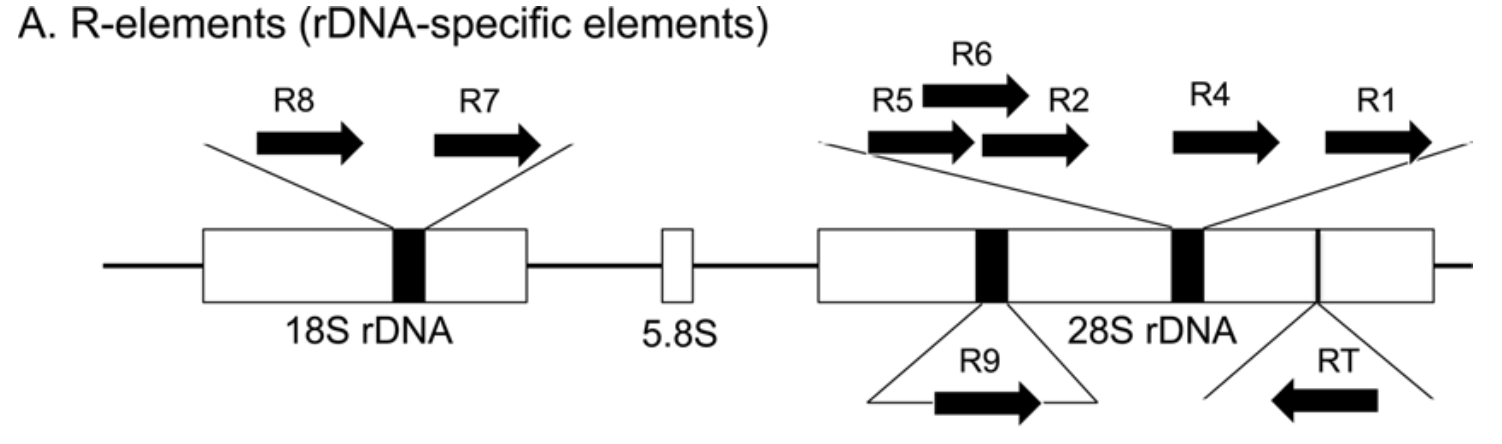 A. R-elements (rDNA-specific elements)
R8
R7
R6
R5
R2
R4
R1
18S rDNA
5.8S
28S rDNA
R9
RT